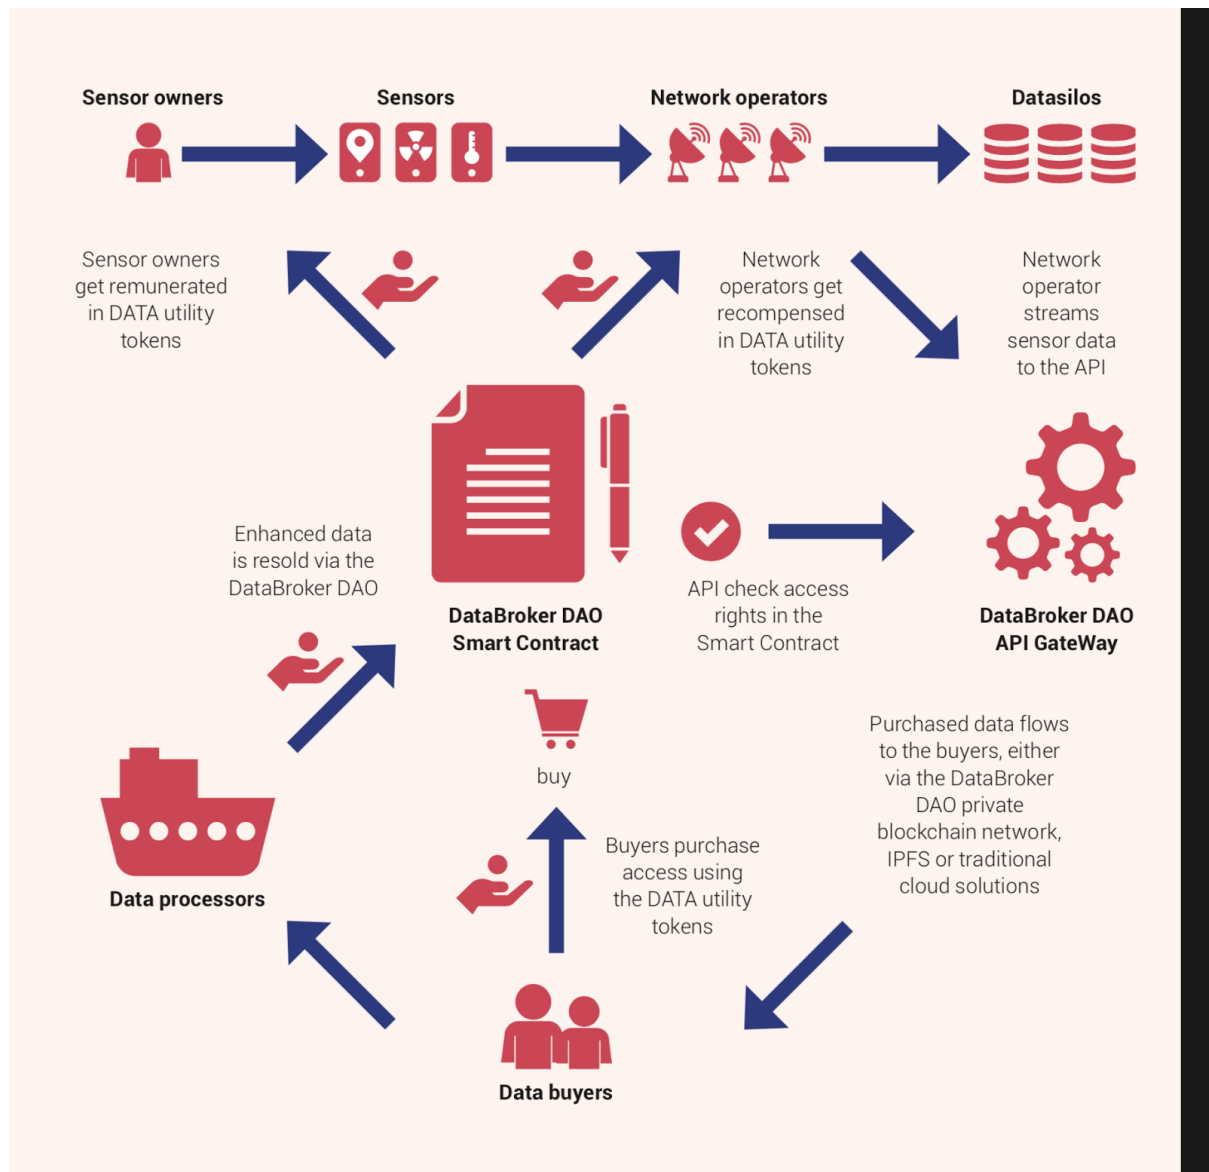 Sensor owners
Sensors
Network operators
Datasilos
Sensor owners
get remunerated
in DATA utility
tokens
Network
operators get
recompensed
in DATA utility
tokens
Network
operator
streams
sensor data
to the API
Enhanced data
is resold via the
DataBroker DAO
DataBroker DAO
Smart Contract
API check access
rights in the
Smart Contract
DataBroker DAO
API GateWay
buy
Purchased data flows
to the buyers, either
via the DataBroker
DAO private
blockchain network,
IPFS or traditional
cloud solutions
Data processors
Buyers purchase
access using
the DATA utility
tokens
Data buyers